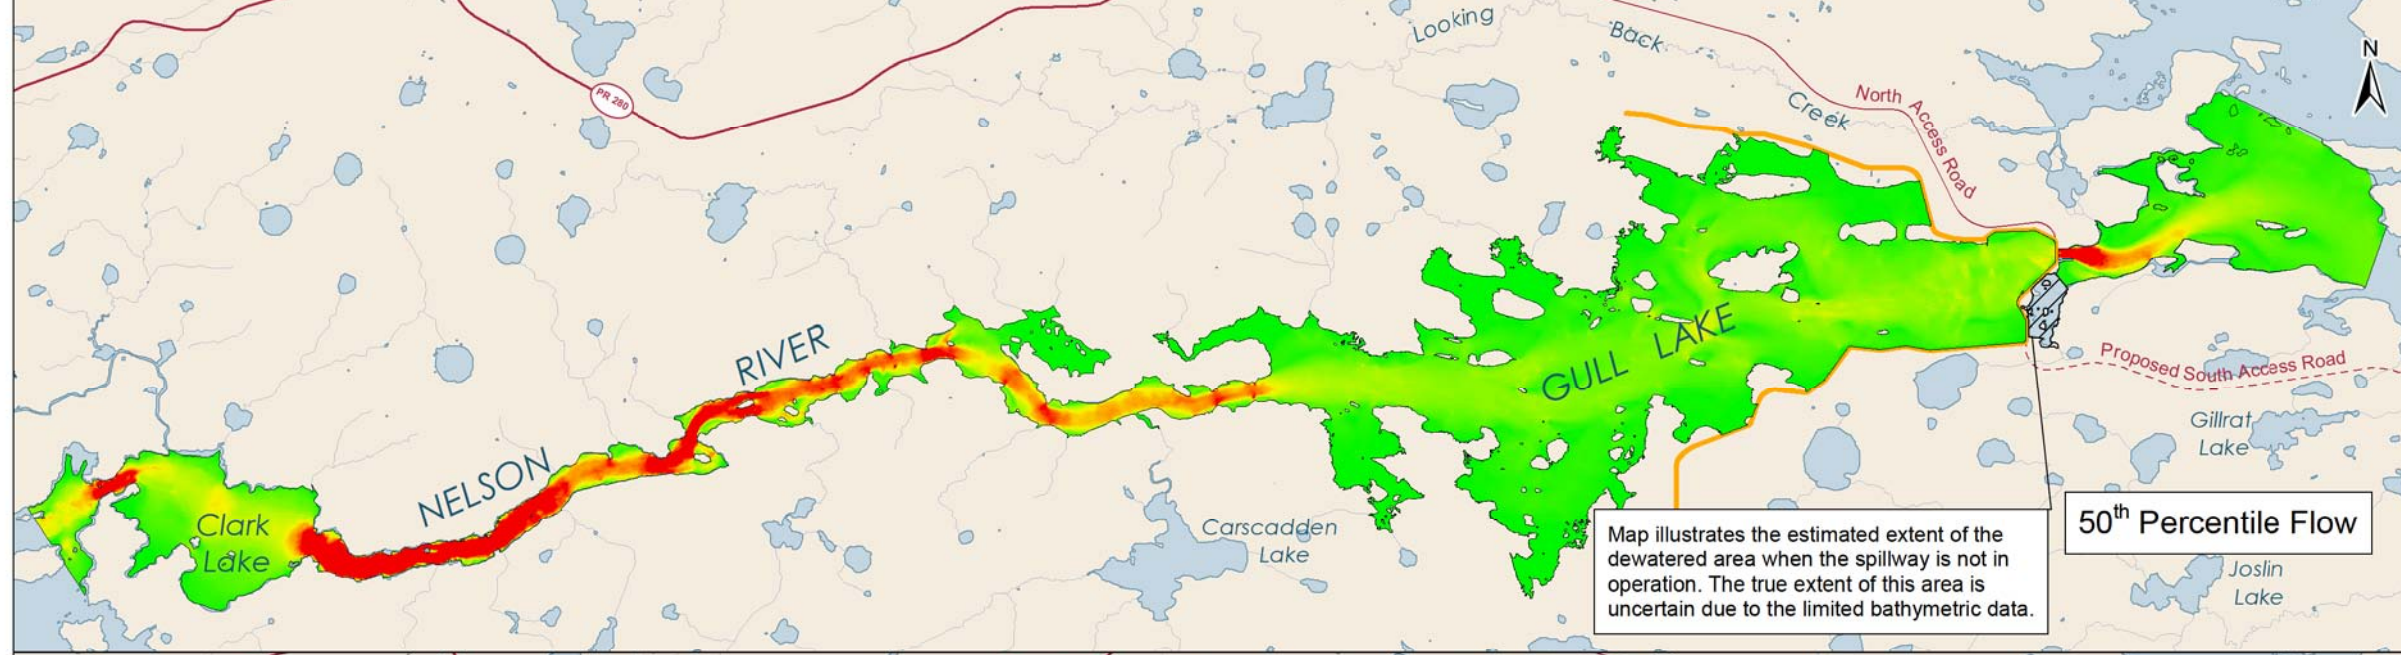 Looking
Back
Creek
North Access Road
N
PR 280
RIVER
NELSON
GULL LAKE
Proposed South Access Road
Gillrat
Lake
Clark
Lake
Carscadden
Lake
50th Percentile Flow
Map illustrates the estimated extent of the
dewatered area when the spillway is not in
operation. The true extent of this area is
uncertain due to the limited bathymetric data.
Joslin
Lake